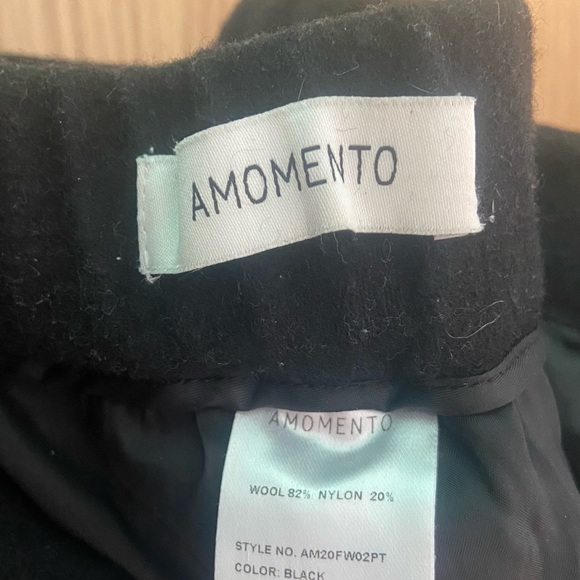 AMOMENTO
AMOMENTO
WOOL 82% NYLON 20%
STYLE NO. AM20FW02PT
COLOR: BLACK